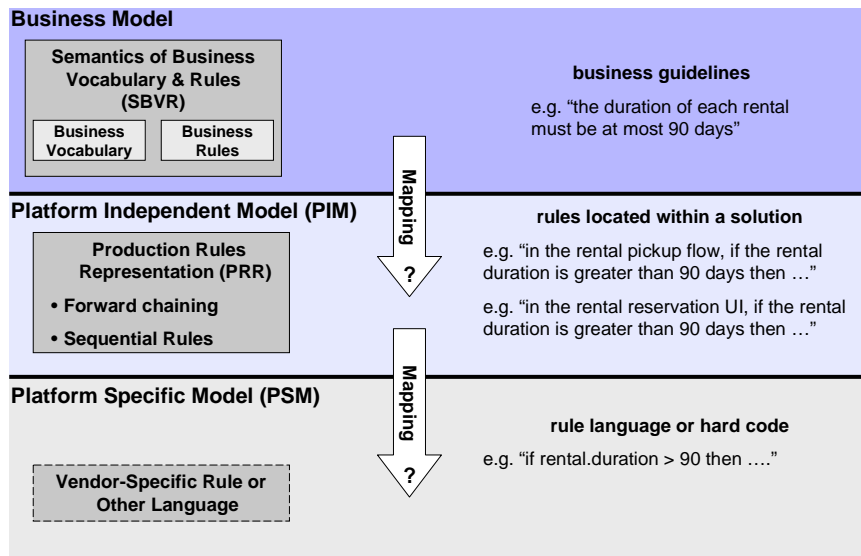 Business Model
Semantics of Business
Vocabulary & Rules
(SBVR)
Business
Vocabulary
Business
Rules
business guidelines
e.g. “the duration of each rental
must be at most 90 days”
Mapping
?
Platform Independent Model (PIM)
Production Rules
Representation (PRR)
• Forward chaining
• Sequential Rules
rules located within a solution
e.g. “in the rental pickup flow, if the rental
duration is greater than 90 days then …”
e.g. “in the rental reservation UI, if the rental
duration is greater than 90 days then …”
Mapping
?
Platform Specific Model (PSM)
Vendor-Specific Rule or
Other Language
rule language or hard code
e.g. “if rental.duration > 90 then ….”